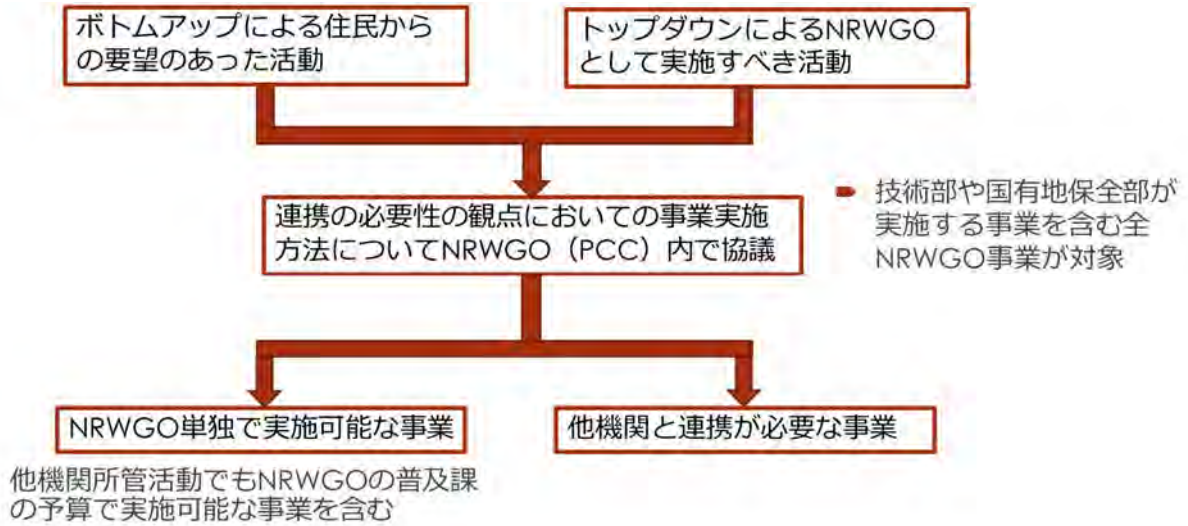 ボトムアップによる住民から
の要望のあった活動
トップダウンによるNRWGO
として実施すべき活動
連携の必要性の観点においての事業実施
方法についてNRWGO（PCC）内で協議
技術部や国有地保全部が
実施する事業を含む全
NRWGO事業が対象
NRWGO単独で実施可能な事業
他機関と連携が必要な事業
他機関所管活動でもNRWGOの普及課
の予算で実施可能な事業を含む